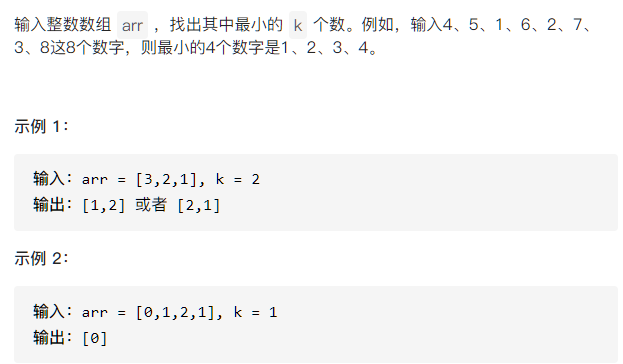 输入整数数组 arr ，找出其中最小的 k 个数。例如，输入4、5、1、6、2、7、
3、8这8个数字，则最小的4个数字是1、2、3、4。
示例 1：
输入：arr = [3,2,1], k = 2
输出：[1,2] 或者 [2,1]
示例 2：
输入：arr = [0,1,2,1], k = 1
输出：[0]